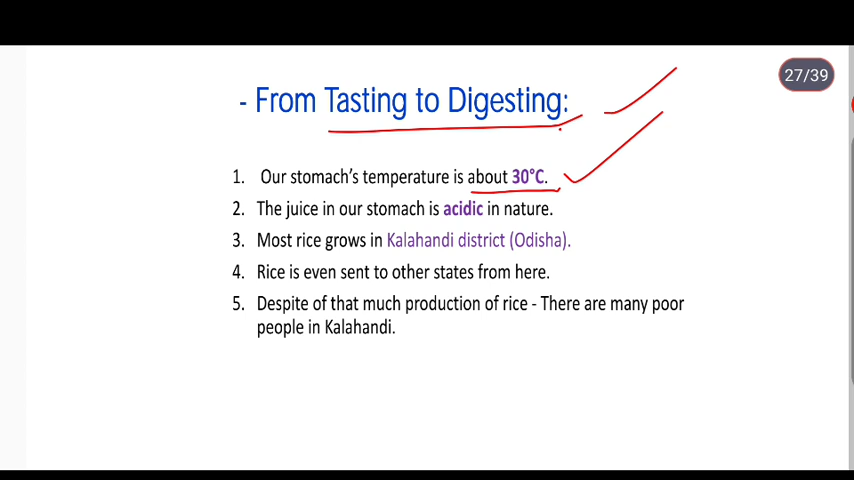 27/39
- From Tasting to Digesting:
1. Our stomach's temperature is about 30°C.
2. The juice in our stomach is acidic in nature.
3. Most rice grows in Kalahandi district (Odisha).
4. Rice is even sent to other states from here.
5. Despite of that much production of rice - There are many poor
people in Kalahandi.